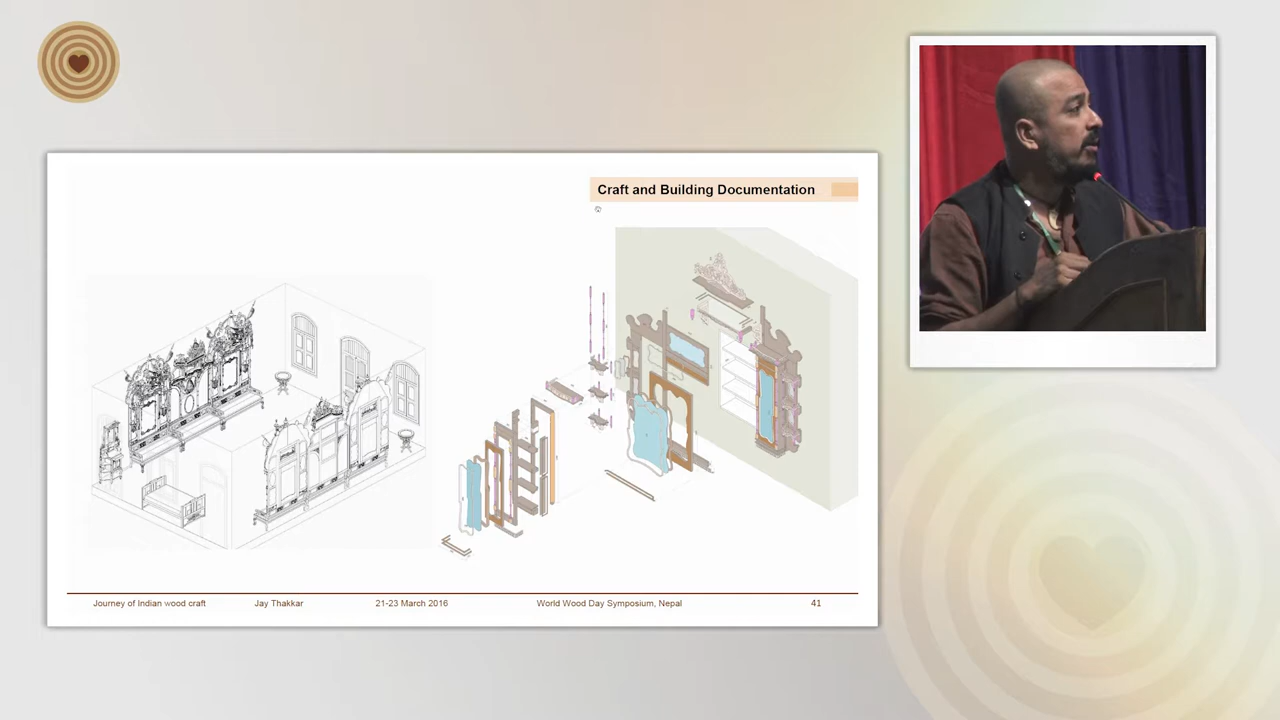 Craft and Building Documentation
Journey of Indian wood craft Jay Thakkar 21-23 March 2016 World Wood Day Symposium, Nepal 41